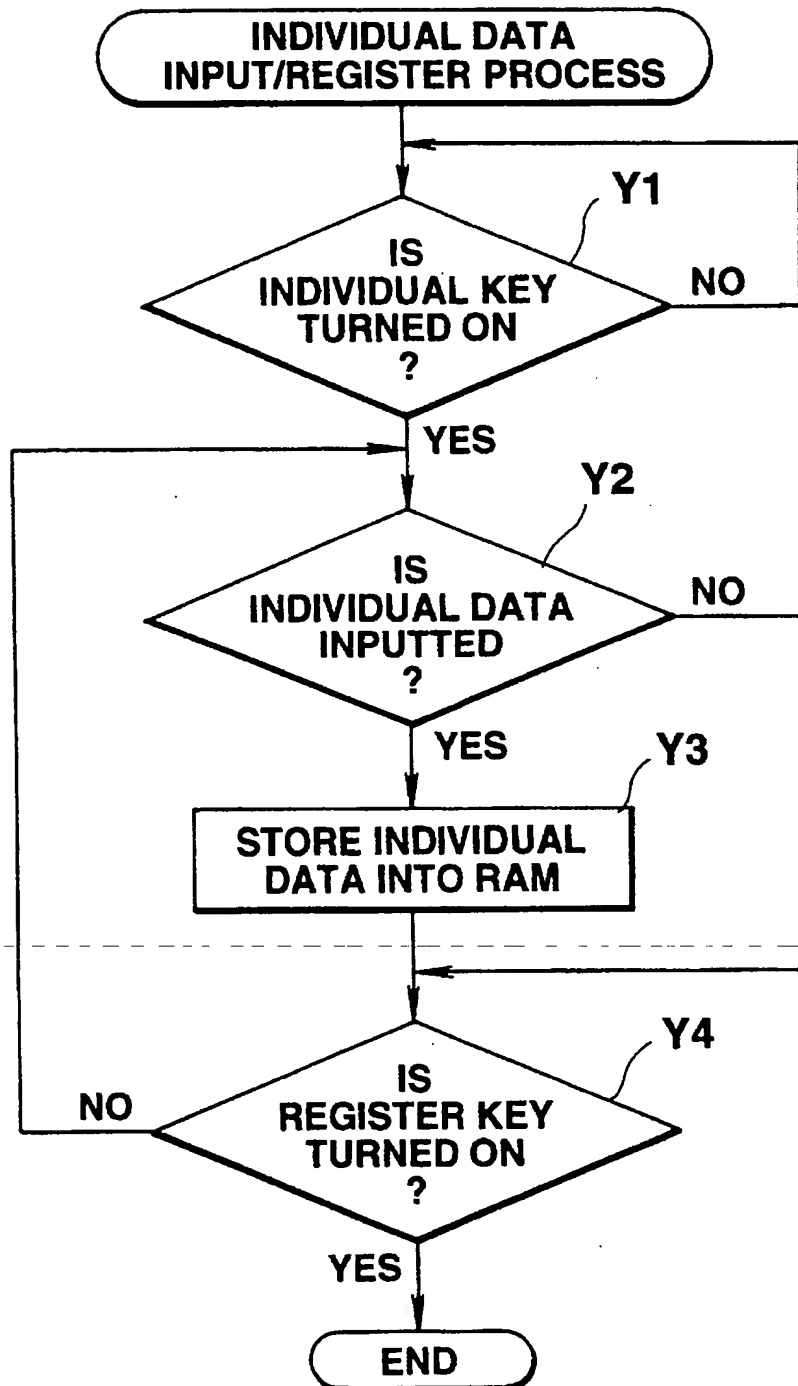 INDIVIDUAL DATA
INPUT/REGISTER PROCESS
Y1
IS
INDIVIDUAL KEY
TURNED ON
?
NO
YES
Y2
IS
INDIVIDUAL DATA
INPUTTED
?
NO
YES
Y3
STORE INDIVIDUAL
DATA INTO RAM
Y4
IS
REGISTER KEY
TURNED ON
?
NO
YES
END